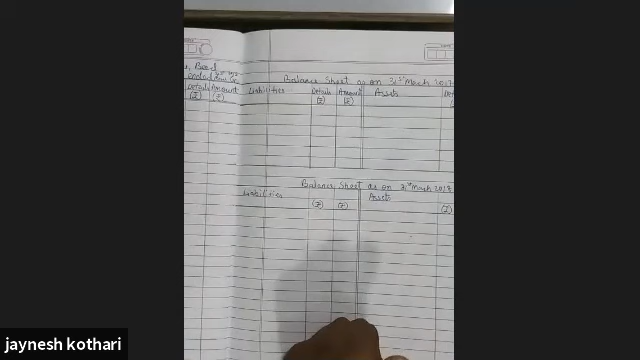 Balance Sheet as on 31st March 2017
Details Amount
(₹) (₹)
Liabilities Details Amount Assets
(₹) (₹)
Balance Sheet as on 31st March 2017
Liabilities Assets
(₹) (₹) (₹)
jaynesh kothari